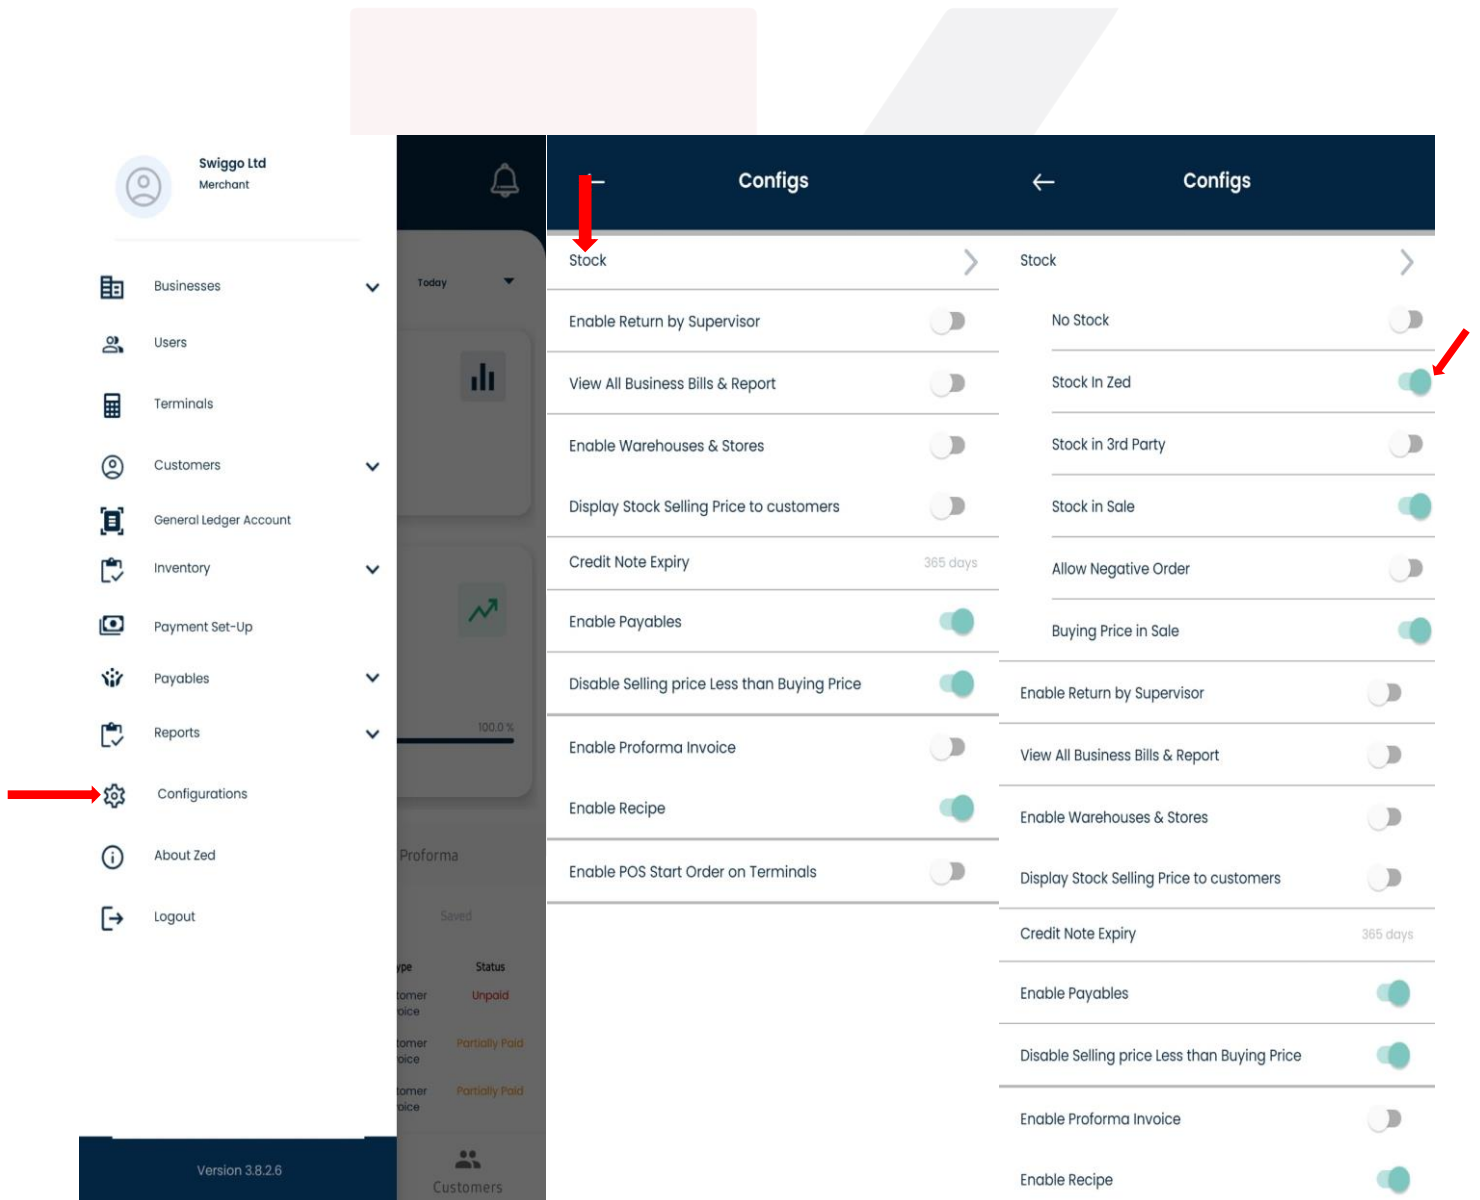 Swiggo Ltd
Merchant
Businesses
Users
Terminals
Customers
General Ledger Account
Inventory
Payment Set-Up
Payables
Reports
Configurations
About Zed
Logout
Version 3.8.2.6
Today
100.0 %
Proforma
Saved
ype
Status
tomer
oice
Unpaid
tomer
oice
Partially Paid
tomer
oice
Partially Paid
Customers
Configs
Stock
Enable Return by Supervisor
View All Business Bills & Report
Enable Warehouses & Stores
Display Stock Selling Price to customers
Credit Note Expiry 365 days
Enable Payables
Disable Selling price Less than Buying Price
Enable Proforma Invoice
Enable Recipe
Enable POS Start Order on Terminals
Configs
Stock
No Stock
Stock In Zed
Stock in 3rd Party
Stock in Sale
Allow Negative Order
Buying Price in Sale
Enable Return by Supervisor
View All Business Bills & Report
Enable Warehouses & Stores
Display Stock Selling Price to customers
Credit Note Expiry 365 days
Enable Payables
Disable Selling price Less than Buying Price
Enable Proforma Invoice
Enable Recipe